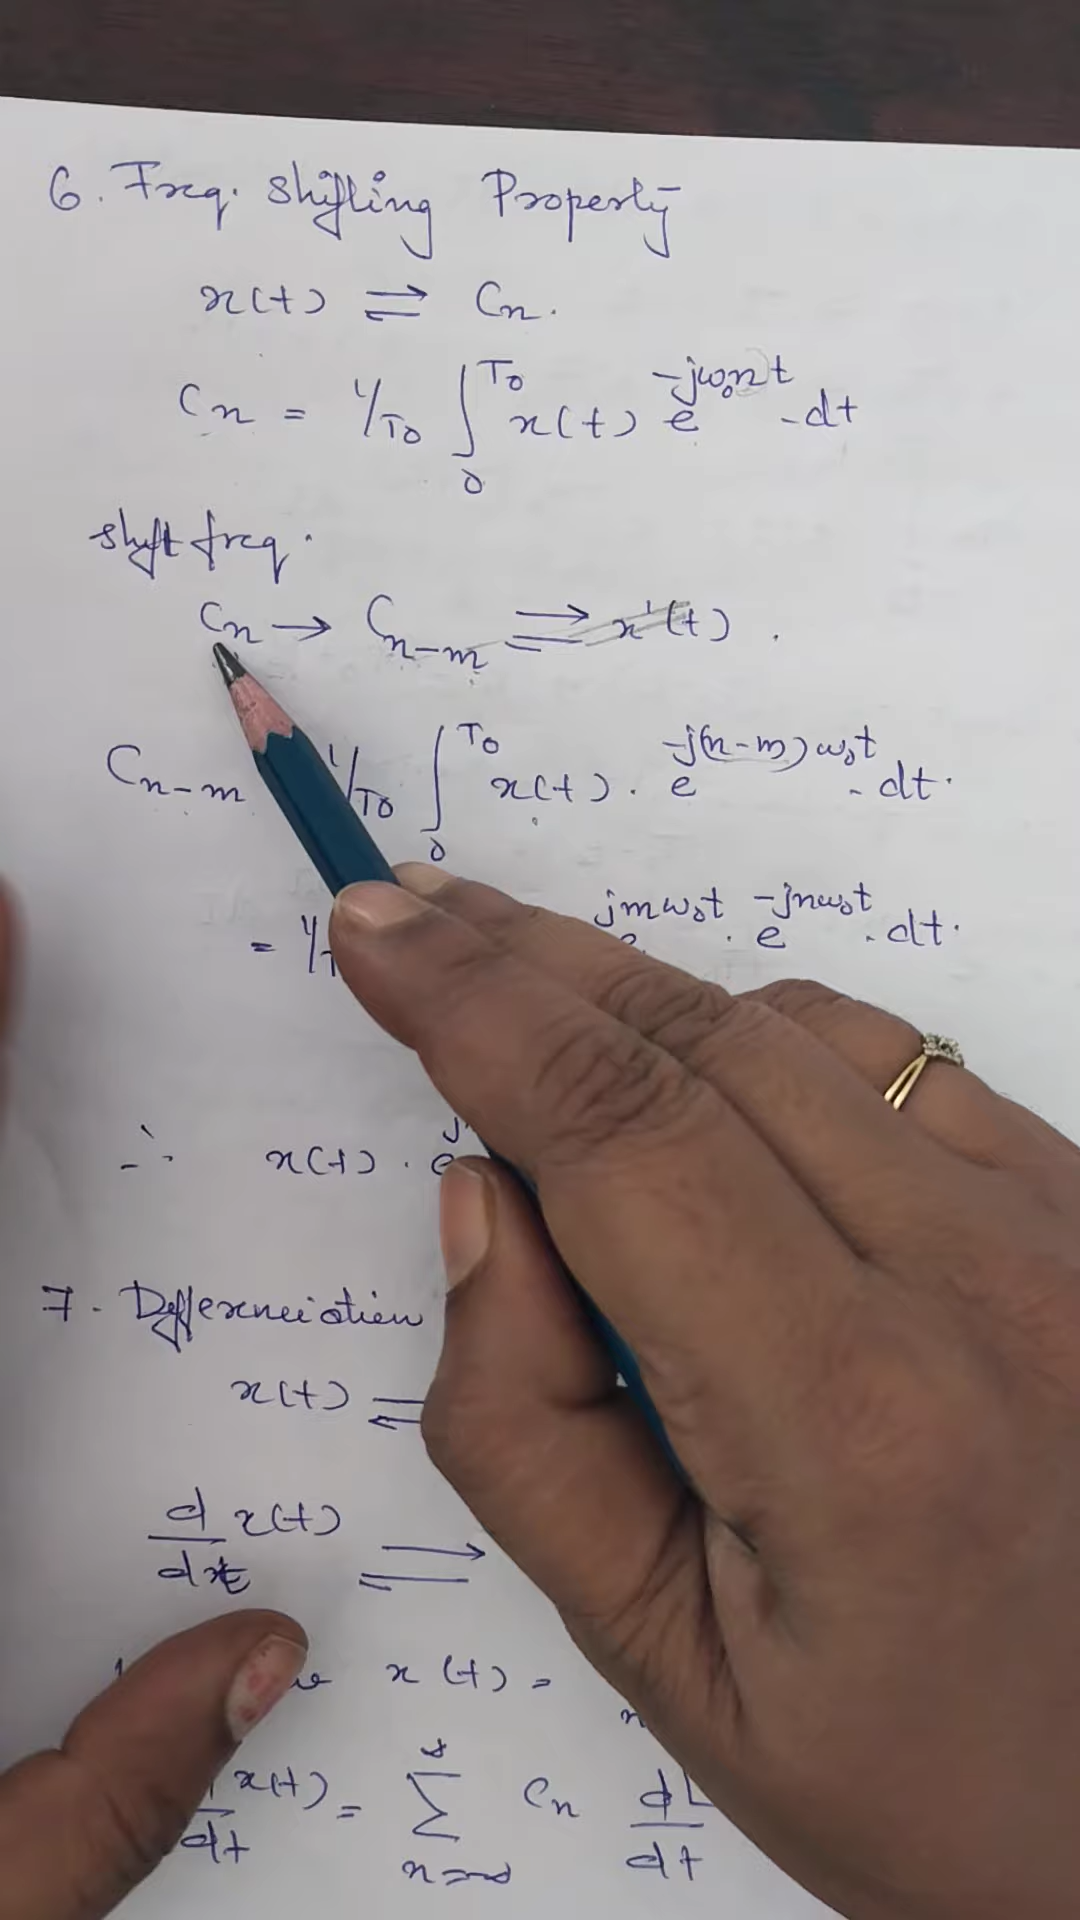 6. Freq. Shifting Property
x(t) ⇌ Cn.
Cn = 1/T0 ∫0^T0 x(t) e^-jω0nt . dt
shift freq.
Cn → Cn-m ⇌ x'(t) .
Cn-m 1/T0 ∫0^T0 x(t) . e^-j(n-m)ω0t . dt.
= 1/T e^jmω0t . e^-jnω0t . dt.
∴ x(t) . e^j
7. Differenciation
x(t) ⇌
d/dt x(t) ⇌
x(t) =
n
d/dt x(t) = ∑n=-∞^∞ Cn d/dt [